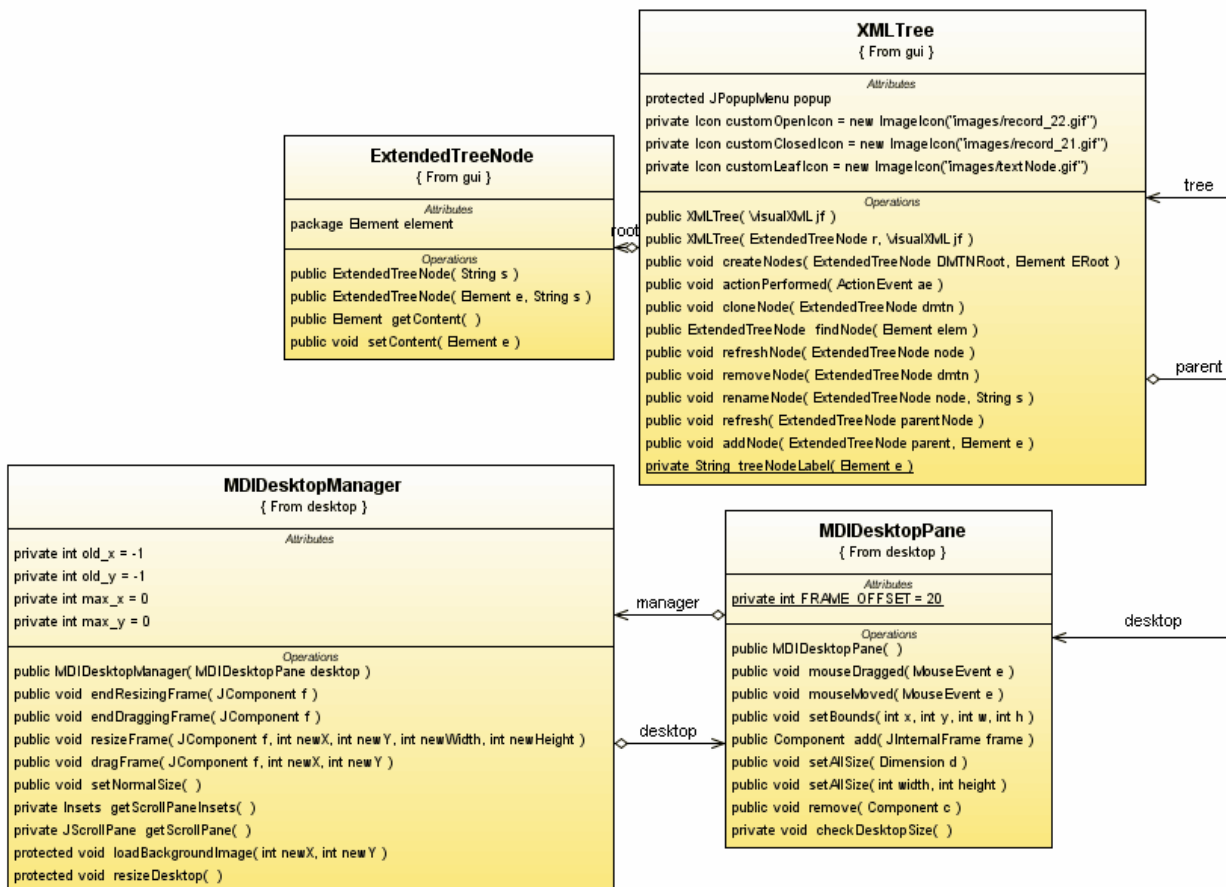 XMLTree
{ From gui }
Attributes
protected JPopupMenu popup
private Icon customOpenIcon = new ImageIcon("images/record_22.gif")
private Icon customClosedIcon = new ImageIcon("images/record_21.gif")
private Icon customLeafIcon = new ImageIcon("images/textNode.gif")
Operations
public XMLTree( VisualXML jf )
public XMLTree( ExtendedTreeNode r, VisualXML jf )
public void createNodes( ExtendedTreeNode DMTNRoot, Element ERoot )
public void actionPerformed( ActionEvent ae )
public void cloneNode( ExtendedTreeNode dmtn )
public ExtendedTreeNode findNode( Element elem )
public void refreshNode( ExtendedTreeNode node )
public void removeNode( ExtendedTreeNode dmtn )
public void renameNode( ExtendedTreeNode node, String s )
public void refresh( ExtendedTreeNode parentNode )
public void addNode( ExtendedTreeNode parent, Element e )
private String treeNodeLabel( Element e )
tree
parent
ExtendedTreeNode
{ From gui }
Attributes
package Element element
Operations
public ExtendedTreeNode( String s )
public ExtendedTreeNode( Element e, String s )
public Element getContent( )
public void setContent( Element e )
root
MDIDesktopManager
{ From desktop }
Attributes
private int old_x = -1
private int old_y = -1
private int max_x = 0
private int max_y = 0
Operations
public MDIDesktopManager( MDIDesktopPane desktop )
public void endResizingFrame( JComponent f )
public void endDraggingFrame( JComponent f )
public void resizeFrame( JComponent f, int newX, int newY, int newWidth, int newHeight )
public void dragFrame( JComponent f, int newX, int newY )
public void setNormalSize( )
private Insets getScrollPaneInsets( )
private JScrollPane getScrollPane( )
protected void loadBackgroundImage( int newX, int newY )
protected void resizeDesktop( )
manager
desktop
MDIDesktopPane
{ From desktop }
Attributes
private int FRAME_OFFSET = 20
Operations
public MDIDesktopPane( )
public void mouseDragged( MouseEvent e )
public void mouseMoved( MouseEvent e )
public void setBounds( int x, int y, int w, int h )
public Component add( JInternalFrame frame )
public void setAllSize( Dimension d )
public void setAllSize( int width, int height )
public void remove( Component c )
private void checkDesktopSize( )
desktop